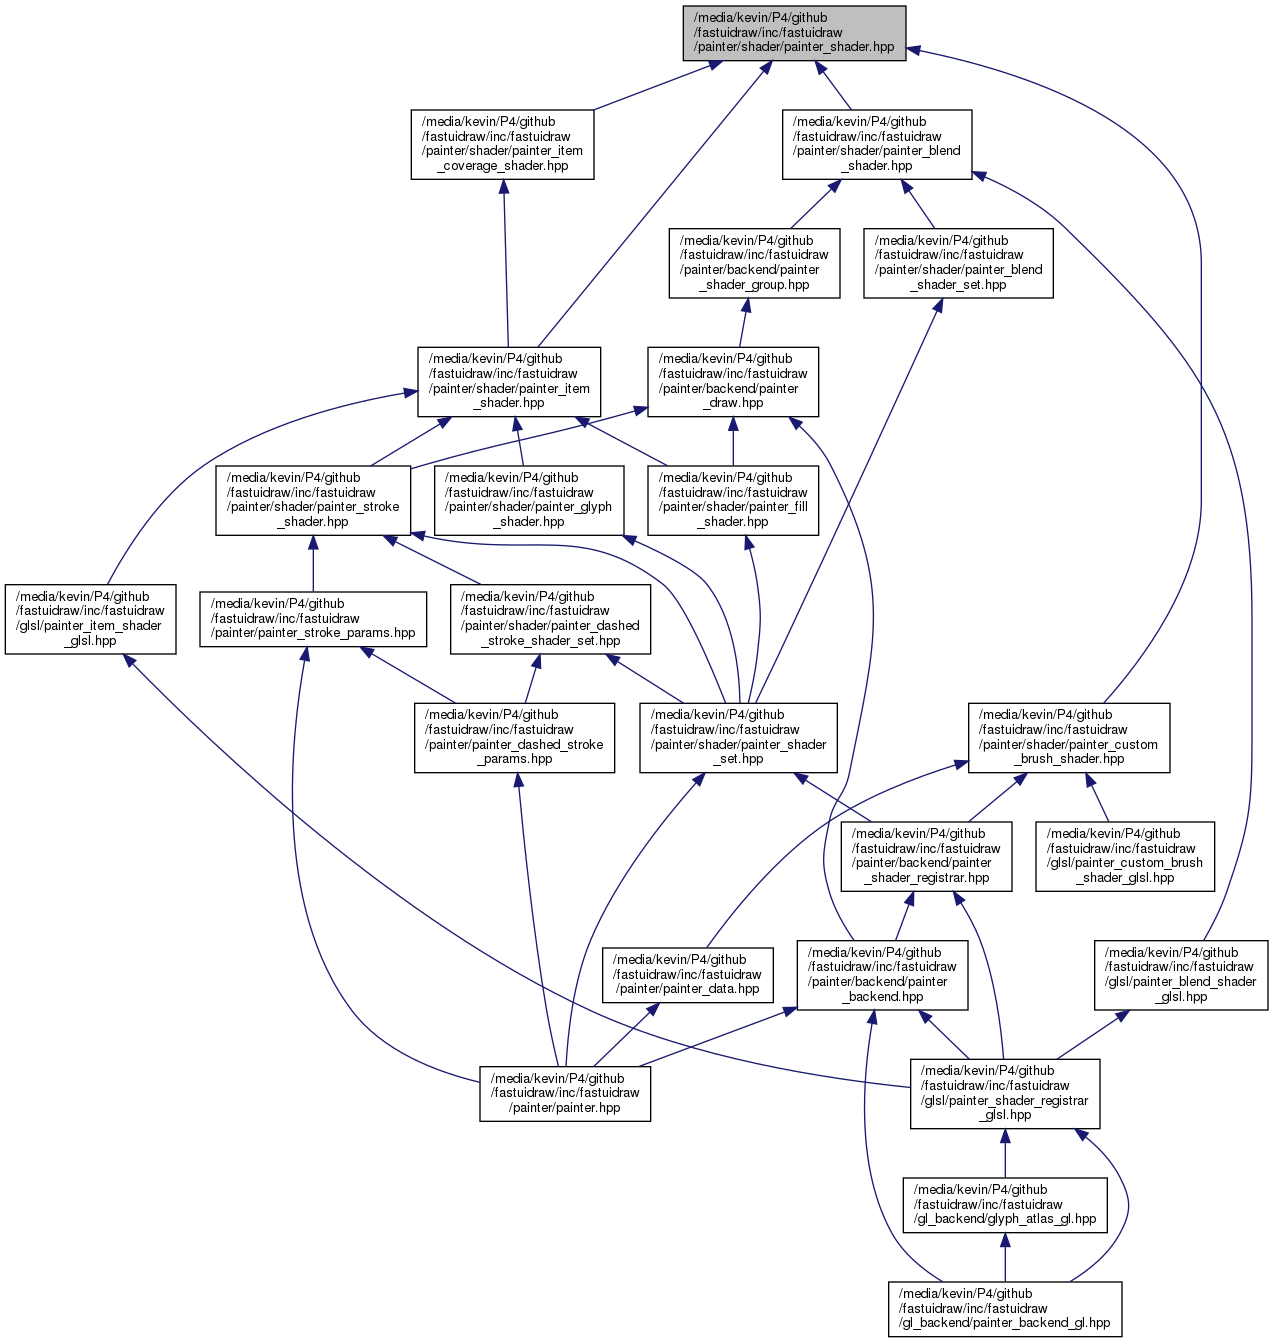 /media/kevin/P4/github
/fastuidraw/inc/fastuidraw
/painter/shader/painter_shader.hpp
/media/kevin/P4/github
/fastuidraw/inc/fastuidraw
/painter/shader/painter_item
_coverage_shader.hpp
/media/kevin/P4/github
/fastuidraw/inc/fastuidraw
/painter/shader/painter_blend
_shader.hpp
/media/kevin/P4/github
/fastuidraw/inc/fastuidraw
/painter/backend/painter
_shader_group.hpp
/media/kevin/P4/github
/fastuidraw/inc/fastuidraw
/painter/shader/painter_blend
_shader_set.hpp
/media/kevin/P4/github
/fastuidraw/inc/fastuidraw
/painter/shader/painter_item
_shader.hpp
/media/kevin/P4/github
/fastuidraw/inc/fastuidraw
/painter/backend/painter
_draw.hpp
/media/kevin/P4/github
/fastuidraw/inc/fastuidraw
/painter/shader/painter_stroke
_shader.hpp
/media/kevin/P4/github
/fastuidraw/inc/fastuidraw
/painter/shader/painter_glyph
_shader.hpp
/media/kevin/P4/github
/fastuidraw/inc/fastuidraw
/painter/shader/painter_fill
_shader.hpp
/media/kevin/P4/github
/fastuidraw/inc/fastuidraw
/glsl/painter_item_shader
_glsl.hpp
/media/kevin/P4/github
/fastuidraw/inc/fastuidraw
/painter/painter_stroke_params.hpp
/media/kevin/P4/github
/fastuidraw/inc/fastuidraw
/painter/shader/painter_dashed
_stroke_shader_set.hpp
/media/kevin/P4/github
/fastuidraw/inc/fastuidraw
/painter/painter_dashed_stroke
_params.hpp
/media/kevin/P4/github
/fastuidraw/inc/fastuidraw
/painter/shader/painter_shader
_set.hpp
/media/kevin/P4/github
/fastuidraw/inc/fastuidraw
/painter/shader/painter_custom
_brush_shader.hpp
/media/kevin/P4/github
/fastuidraw/inc/fastuidraw
/painter/backend/painter
_shader_registrar.hpp
/media/kevin/P4/github
/fastuidraw/inc/fastuidraw
/glsl/painter_custom_brush
_shader_glsl.hpp
/media/kevin/P4/github
/fastuidraw/inc/fastuidraw
/painter/painter_data.hpp
/media/kevin/P4/github
/fastuidraw/inc/fastuidraw
/painter/backend/painter
_backend.hpp
/media/kevin/P4/github
/fastuidraw/inc/fastuidraw
/glsl/painter_blend_shader
_glsl.hpp
/media/kevin/P4/github
/fastuidraw/inc/fastuidraw
/painter/painter.hpp
/media/kevin/P4/github
/fastuidraw/inc/fastuidraw
/glsl/painter_shader_registrar
_glsl.hpp
/media/kevin/P4/github
/fastuidraw/inc/fastuidraw
/gl_backend/glyph_atlas_gl.hpp
/media/kevin/P4/github
/fastuidraw/inc/fastuidraw
/gl_backend/painter_backend_gl.hpp